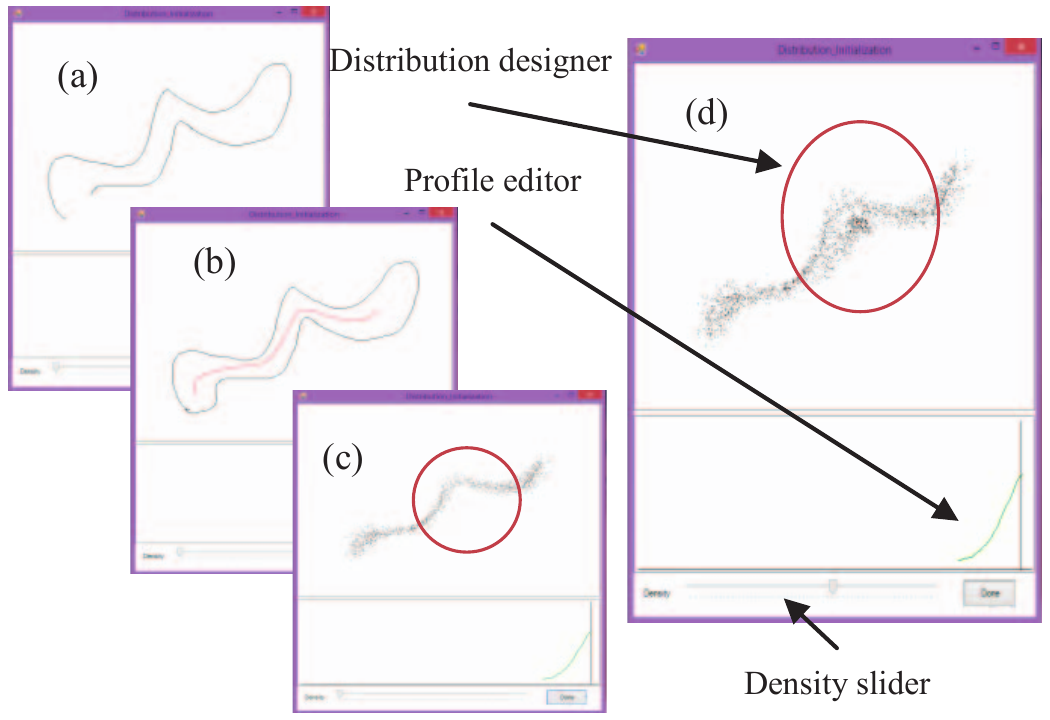 Distribution_Initialization
(a)
Density
Distribution_Initialization
(b)
Density
Distribution_Initialization
(c)
Density
Done
Distribution designer
Profile editor
Distribution_Initialization
(d)
Density
Done
Density slider